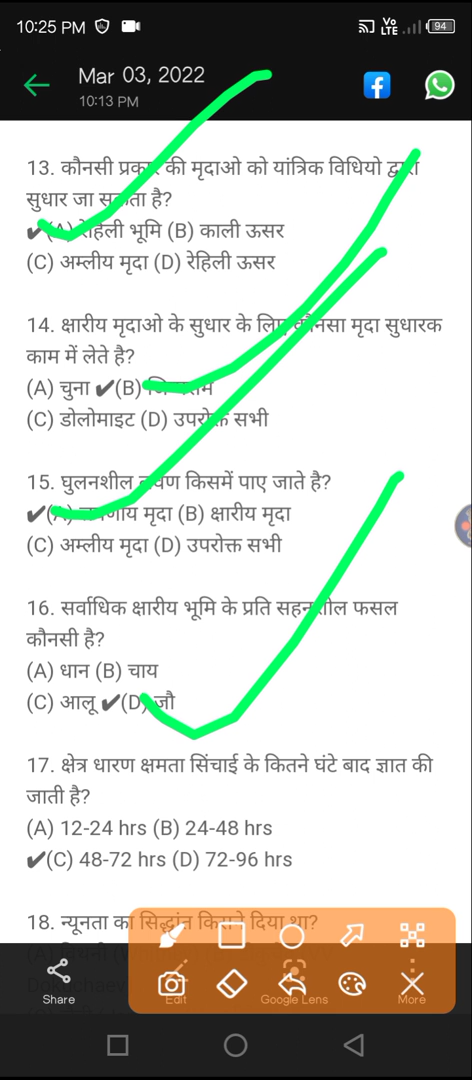 10:25 PM
Vo
LTE
94
Mar 03, 2022
10:13 PM
13. कौनसी प्रकार की मृदाओ को यांत्रिक विधियो द्वारा
सुधार जा सकता है?
✔(A) रेहिली भूमि (B) काली ऊसर
(C) अम्लीय मृदा (D) रेहिली ऊसर
14. क्षारीय मृदाओ के सुधार के लिए कौनसा मृदा सुधारक
काम में लेते है?
(A) चुना ✔(B)
(C) डोलोमाइट (D) उपरोक्त सभी
15. घुलनशील लवण किसमें पाए जाते है?
✔(A) लवणीय मृदा (B) क्षारीय मृदा
(C) अम्लीय मृदा (D) उपरोक्त सभी
16. सर्वाधिक क्षारीय भूमि के प्रति सहनशील फसल
कौनसी है?
(A) धान (B) चाय
(C) आलू ✔(D) जौ
17. क्षेत्र धारण क्षमता सिंचाई के कितने घंटे बाद ज्ञात की
जाती है?
(A) 12-24 hrs (B) 24-48 hrs
✔(C) 48-72 hrs (D) 72-96 hrs
18. न्यूनता का सिद्धांत किसने दिया था?
(A)
Share
Edit
Google Lens
More